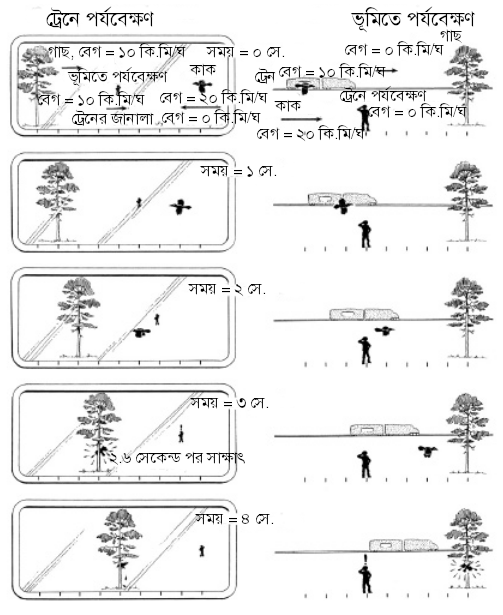 ট্রেনে পর্যবেক্ষণ
ভূমিতে পর্যবেক্ষণ
গাছ, বেগ = ১০ কি.মি/ঘ
সময় = ০ সে.
ভূমিতে পর্যবেক্ষণ
বেগ = ১০ কি.মি/ঘ
কাক
বেগ = ২০ কি.মি/ঘ
ট্রেনের জানালা, বেগ = ০ কি.মি/ঘ
গাছ
বেগ = ০ কি.মি/ঘ
ট্রেন বেগ = ১০ কি.মি/ঘ
ট্রেনে পর্যবেক্ষণ
বেগ = ০ কি.মি/ঘ
কাক
বেগ = ২০ কি.মি/ঘ
সময় = ১ সে.
সময় = ২ সে.
সময় = ৩ সে.
২.৬ সেকেন্ড পর সাক্ষাৎ
সময় = ৪ সে.